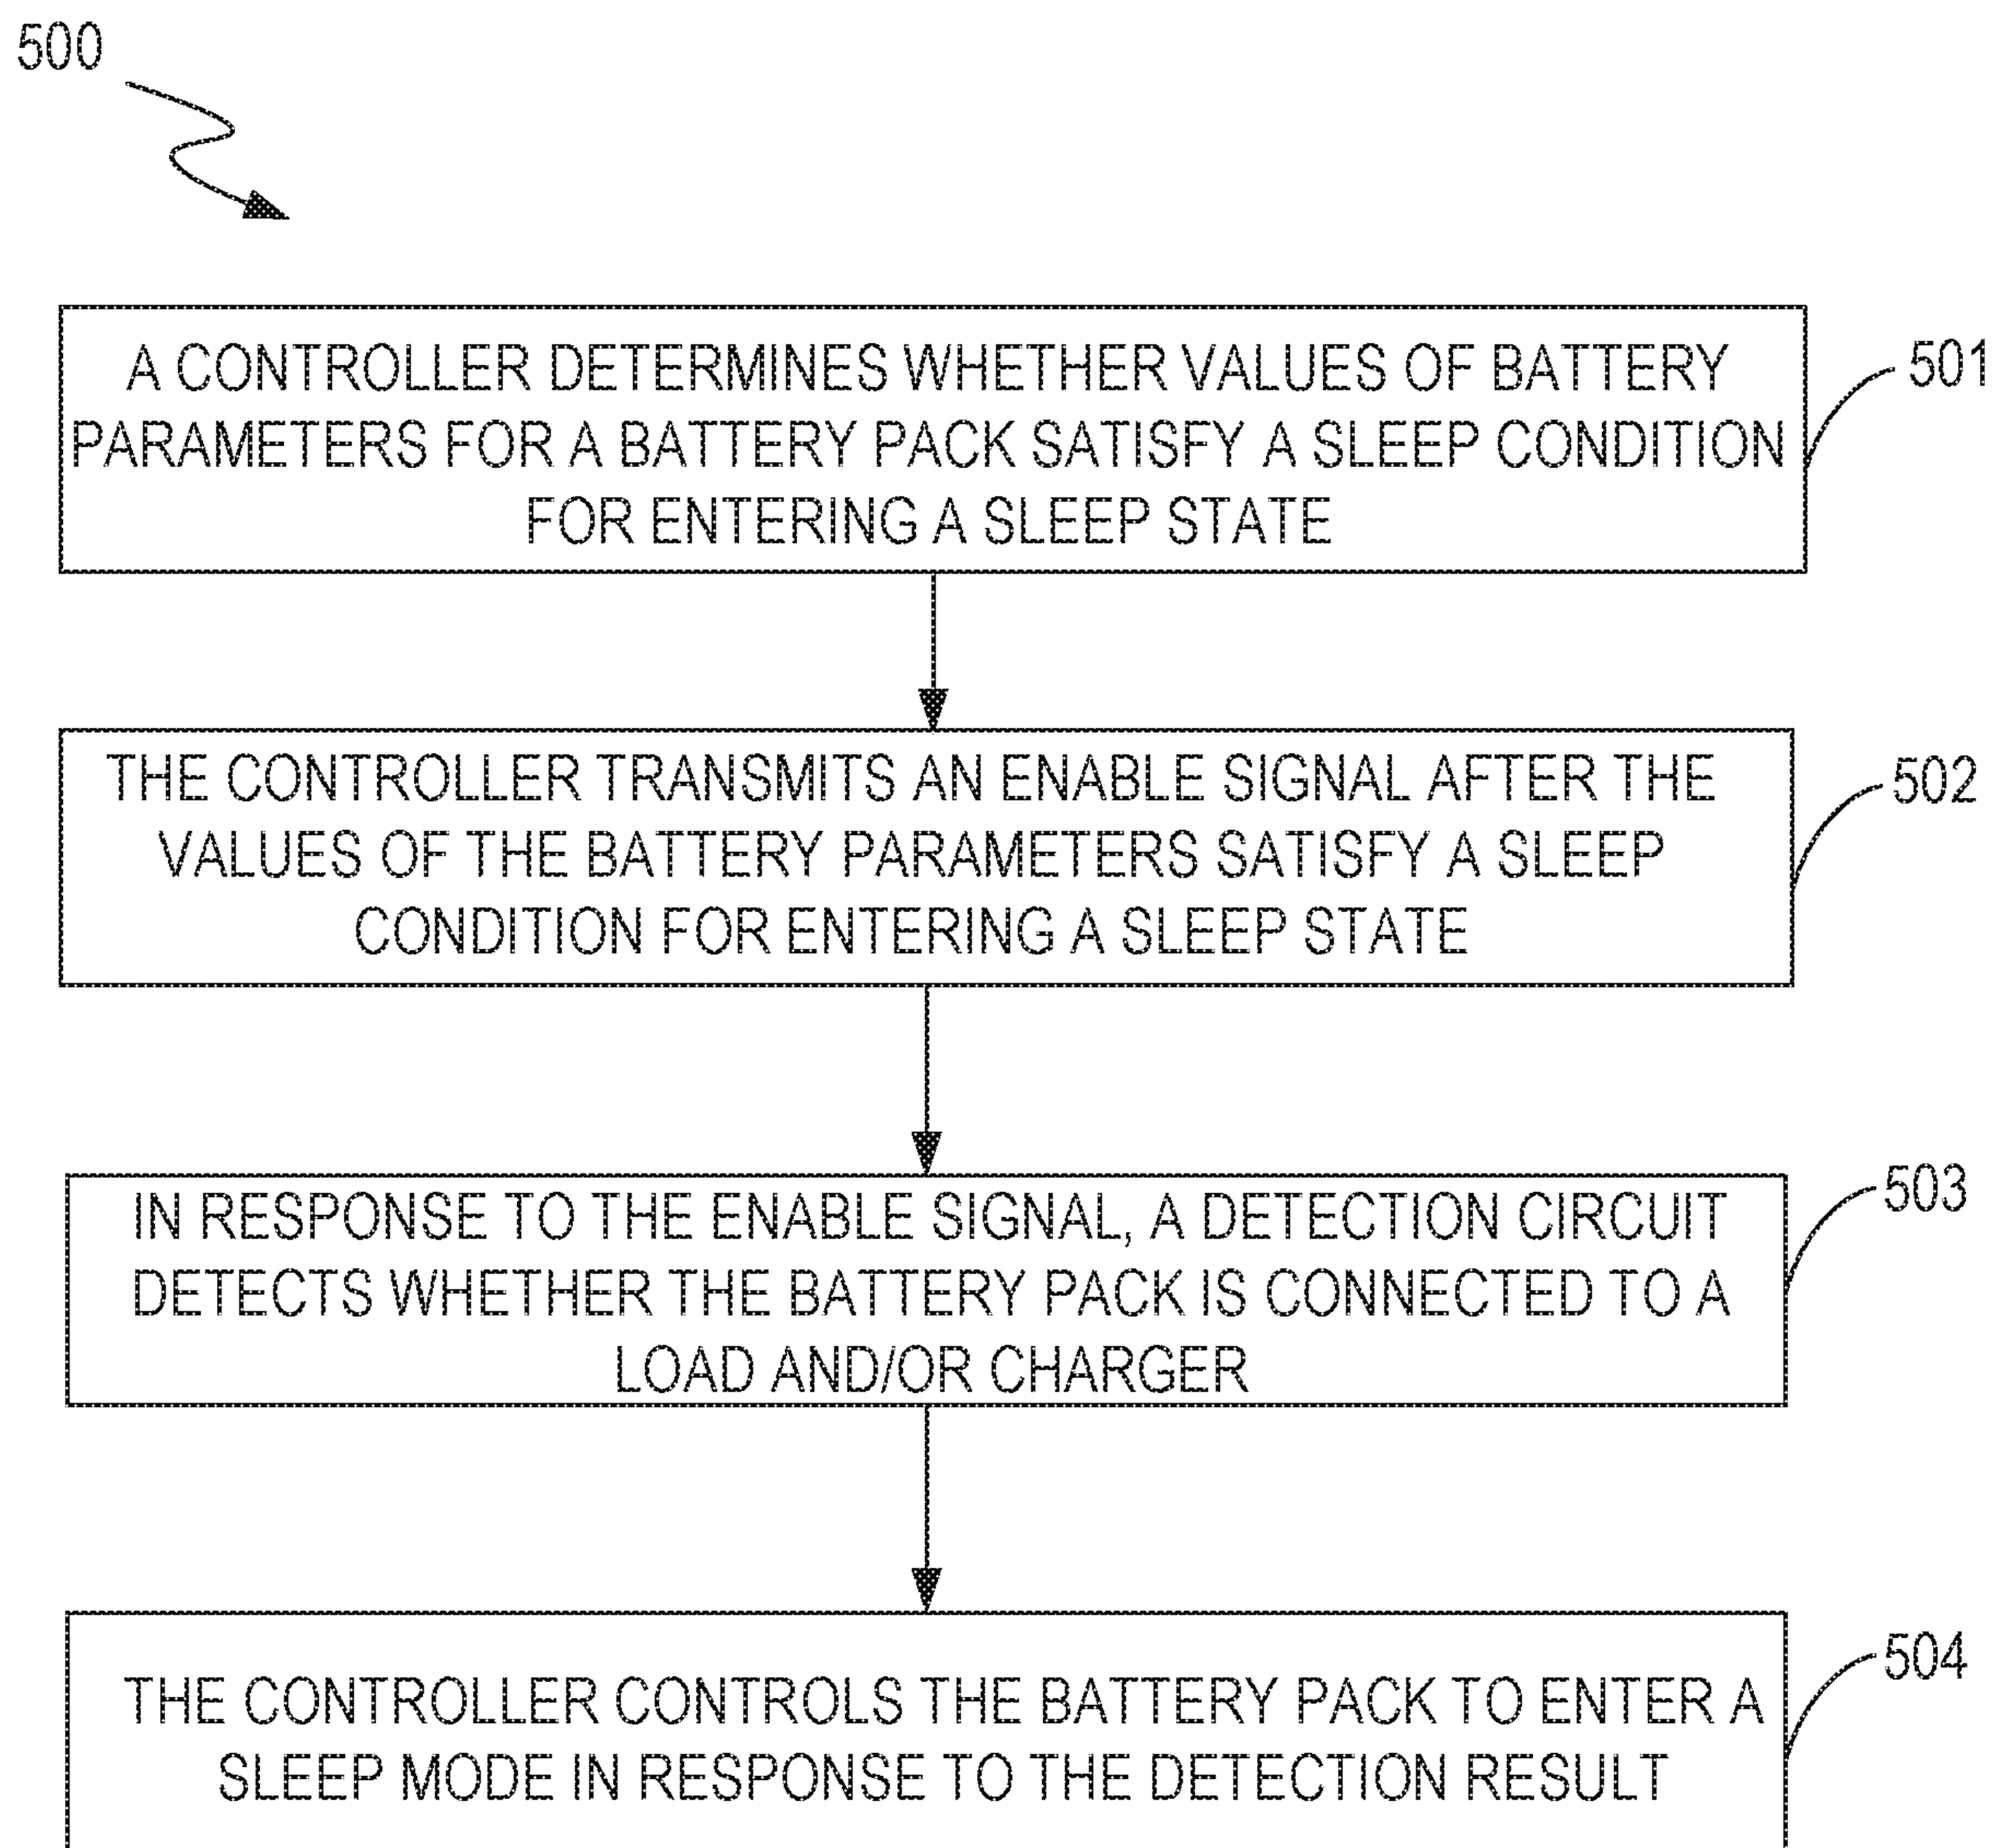 500
A CONTROLLER DETERMINES WHETHER VALUES OF BATTERY
PARAMETERS FOR A BATTERY PACK SATISFY A SLEEP CONDITION
FOR ENTERING A SLEEP STATE
501
THE CONTROLLER TRANSMITS AN ENABLE SIGNAL AFTER THE
VALUES OF THE BATTERY PARAMETERS SATISFY A SLEEP
CONDITION FOR ENTERING A SLEEP STATE
502
IN RESPONSE TO THE ENABLE SIGNAL, A DETECTION CIRCUIT
DETECTS WHETHER THE BATTERY PACK IS CONNECTED TO A
LOAD AND/OR CHARGER
503
THE CONTROLLER CONTROLS THE BATTERY PACK TO ENTER A
SLEEP MODE IN RESPONSE TO THE DETECTION RESULT
504